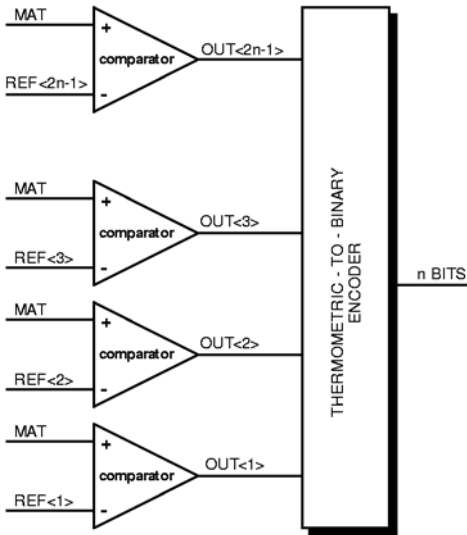 MAT
+
comparator
OUT<2n-1>
REF<2n-1>
-
MAT
+
comparator
OUT<3>
REF<3>
-
MAT
+
comparator
OUT<2>
REF<2>
-
MAT
+
comparator
OUT<1>
REF<1>
-
THERMOMETRIC - TO - BINARY
ENCODER
n BITS